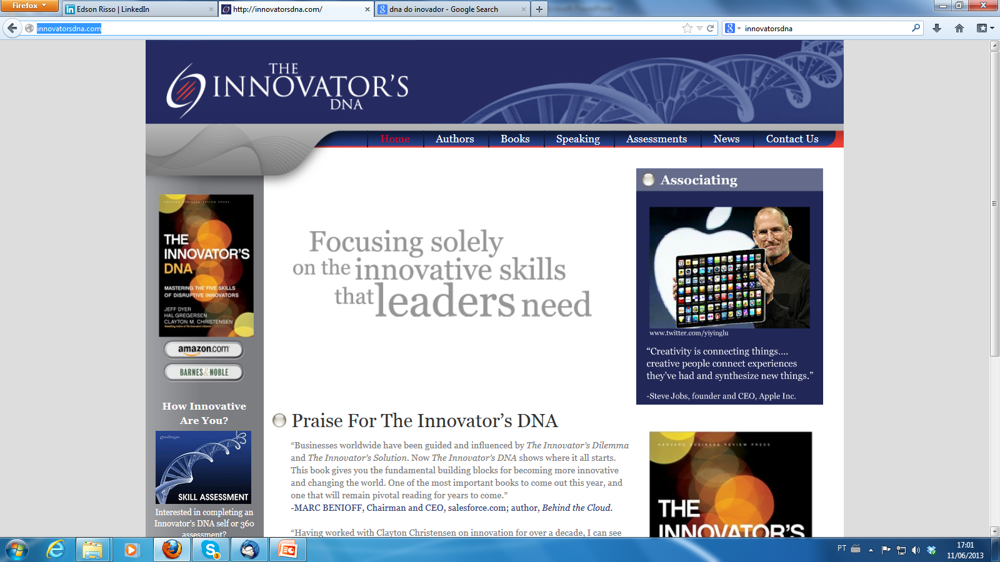 Firefox
Edson Risso | LinkedIn
http://innovatorsdna.com/
dna do inovador - Google Search
innovatorsdna.com
innovatorsdna
THE
INNOVATOR'S
DNA
Home
Authors
Books
Speaking
Assessments
News
Contact Us
HARVARD BUSINESS REVIEW PRESS
THE
INNOVATOR'S
DNA
MASTERING THE FIVE SKILLS
OF DISRUPTIVE INNOVATORS
JEFF DYER
HAL GREGERSEN
CLAYTON M. CHRISTENSEN
Bestselling Author of The Innovator's Dilemma
amazon.com
BARNES&NOBLE
How Innovative
Are You?
SKILL ASSESSMENT
Interested in completing an
Innovator's DNA self or 360
assessment?
Focusing solely
on the innovative skills
that leaders need
Associating
www.twitter.com/yiyinglu
“Creativity is connecting things....
creative people connect experiences
they’ve had and synthesize new things.”
-Steve Jobs, founder and CEO, Apple Inc.
Praise For The Innovator’s DNA
“Businesses worldwide have been guided and influenced by The Innovator’s Dilemma
and The Innovator’s Solution. Now The Innovator’s DNA shows where it all starts.
This book gives you the fundamental building blocks for becoming more innovative
and changing the world. One of the most important books to come out this year, and
one that will remain pivotal reading for years to come.”
-MARC BENIOFF, Chairman and CEO, salesforce.com; author, Behind the Cloud.
“Having worked with Clayton Christensen on innovation for over a decade, I can see
HARVARD BUSINESS REVIEW PRESS
THE
INNOVATOR'S
PT
17:01
11/06/2013